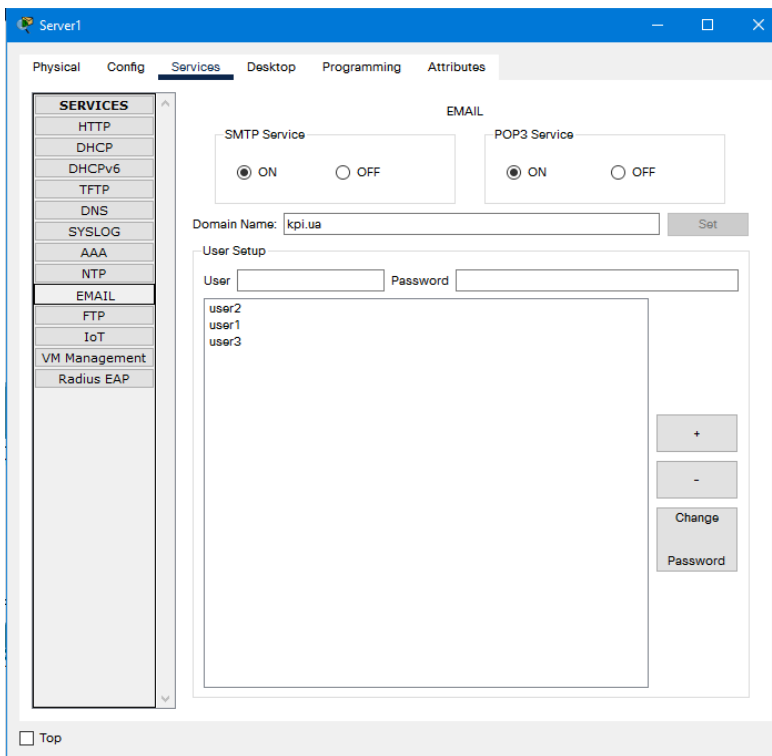 Server1
Physical Config Services Desktop Programming Attributes
SERVICES
HTTP
DHCP
DHCPv6
TFTP
DNS
SYSLOG
AAA
NTP
EMAIL
FTP
IoT
VM Management
Radius EAP
EMAIL
SMTP Service
ON OFF
POP3 Service
ON OFF
Domain Name: kpi.ua Set
User Setup
User Password
user2
user1
user3
+
-
Change
Password
Top